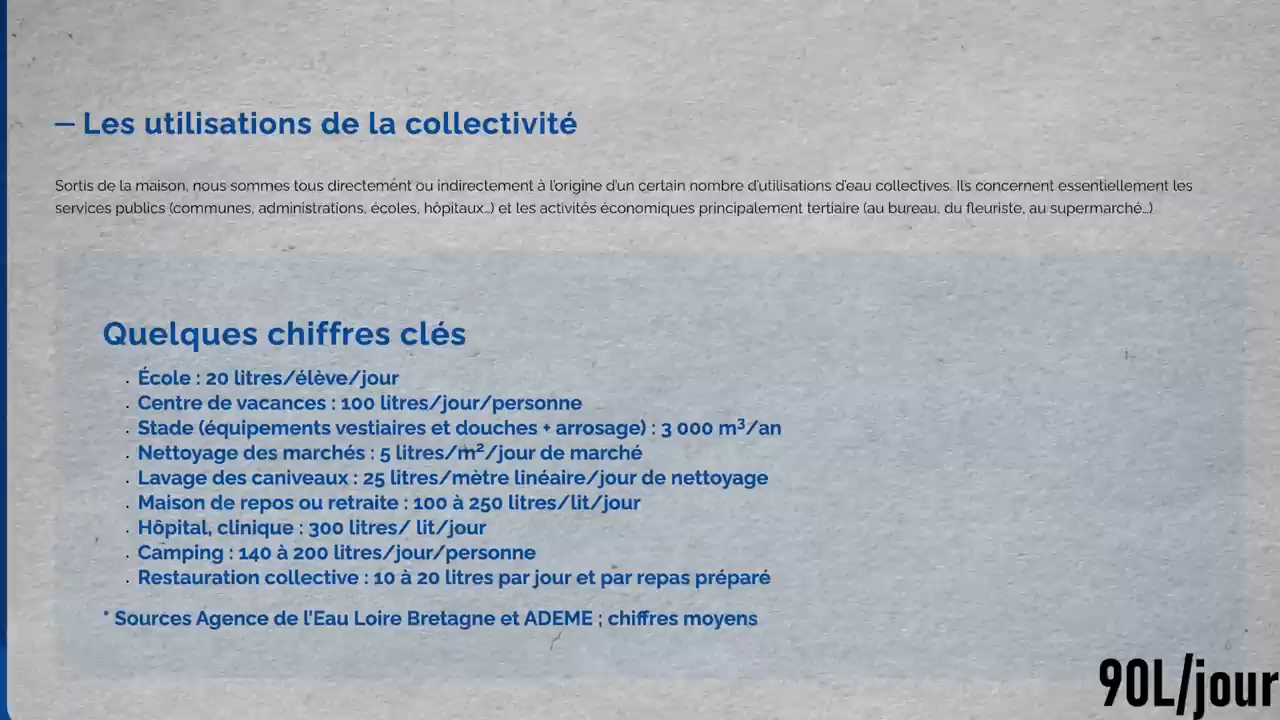 — Les utilisations de la collectivité
Sortis de la maison, nous sommes tous directement ou indirectement à l'origine d'un certain nombre d'utilisations d'eau collectives. Ils concernent essentiellement les
services publics (communes, administrations, écoles, hôpitaux…) et les activités économiques principalement tertiaire (au bureau, du fleuriste, au supermarché…)
Quelques chiffres clés
• École : 20 litres/élève/jour
• Centre de vacances : 100 litres/jour/personne
• Stade (équipements vestiaires et douches + arrosage) : 3 000 m³/an
• Nettoyage des marchés : 5 litres/m²/jour de marché
• Lavage des caniveaux : 25 litres/mètre linéaire/jour de nettoyage
• Maison de repos ou retraite : 100 à 250 litres/lit/jour
• Hôpital, clinique : 300 litres/ lit/jour
• Camping : 140 à 200 litres/jour/personne
• Restauration collective : 10 à 20 litres par jour et par repas préparé
* Sources Agence de l'Eau Loire Bretagne et ADEME ; chiffres moyens
90L/jour